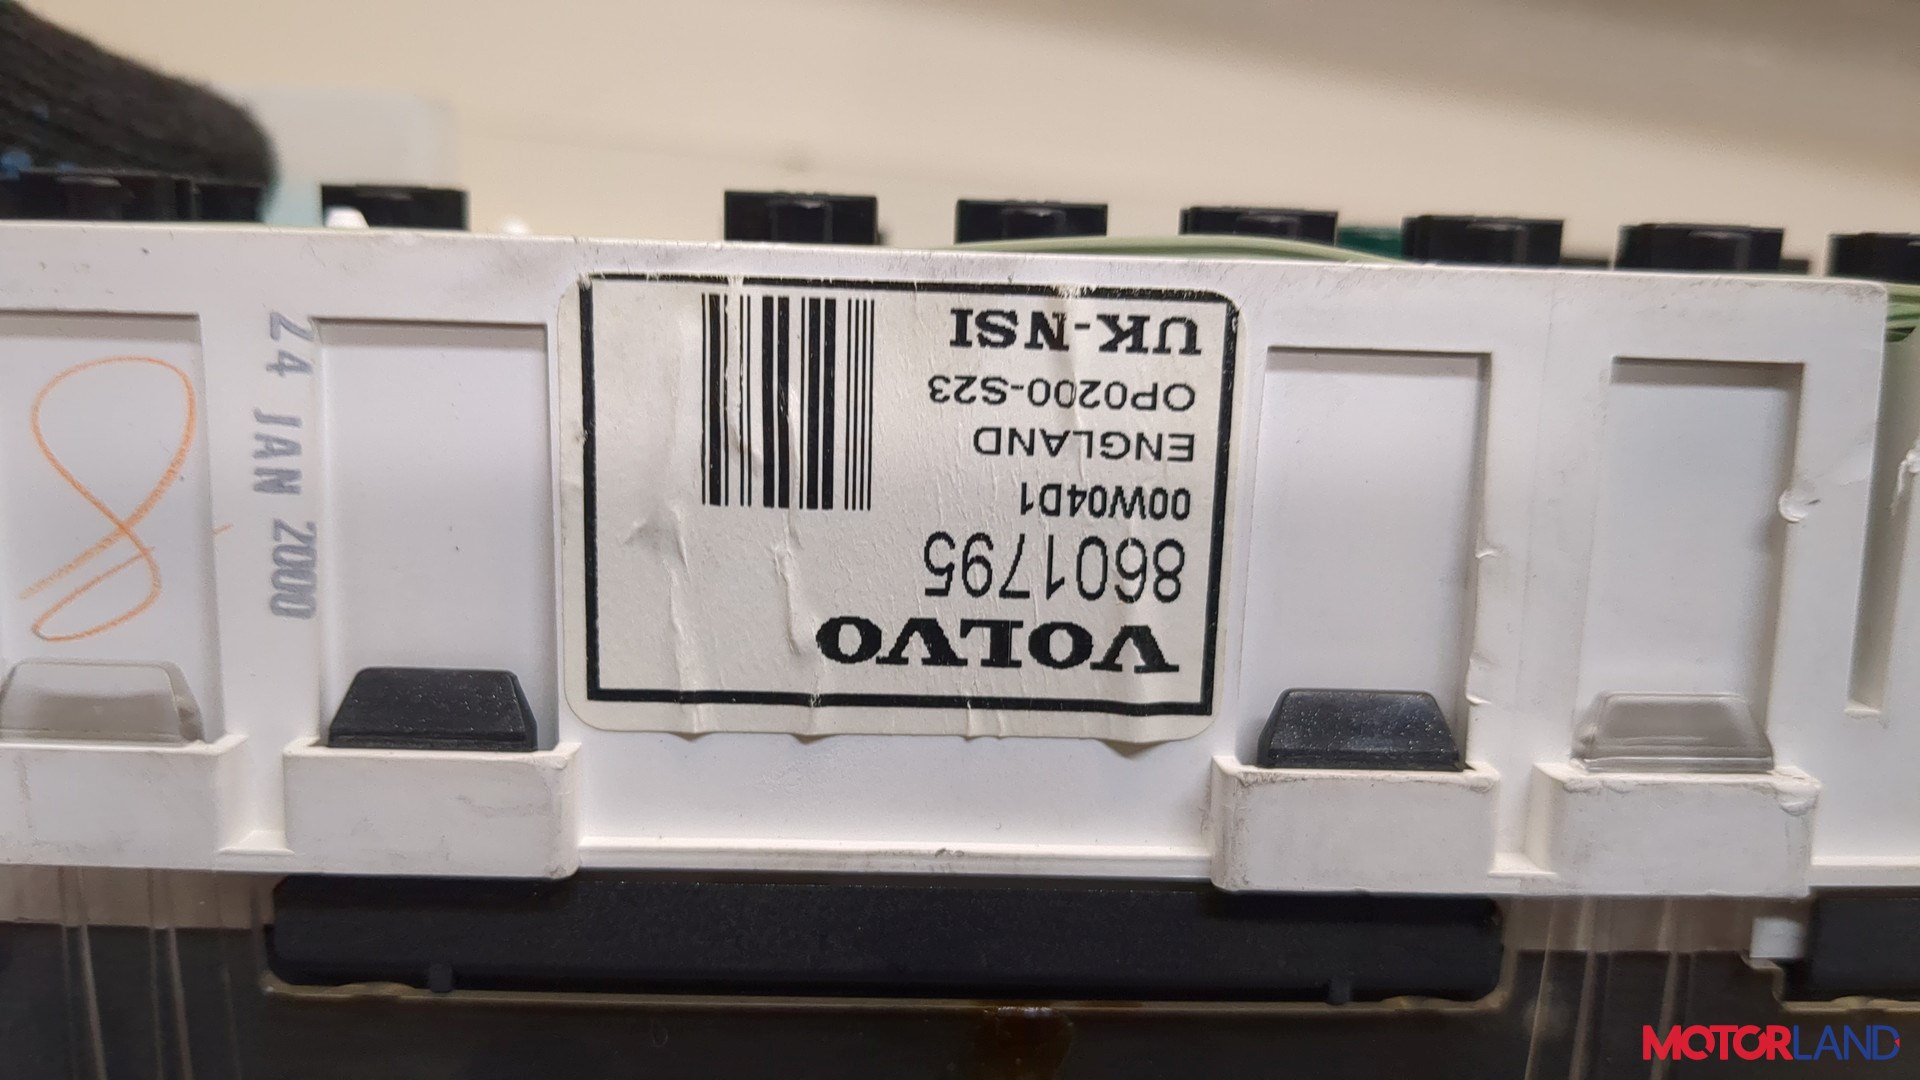 VOLVO
8601795
00W04D1
ENGLAND
OP0200-S23
UK-NSI
24 JAN 2000
MOTORLAND